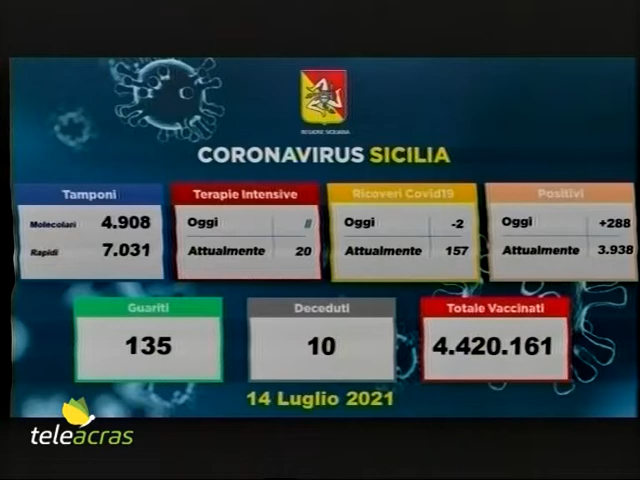 REGIONE SICILIANA
CORONAVIRUS SICILIA
Tamponi
Molecolari 4.908
Rapidi 7.031
Terapie Intensive
Oggi //
Attualmente 20
Ricoveri Covid19
Oggi -2
Attualmente 157
Positivi
Oggi +288
Attualmente 3.938
Guariti
135
Deceduti
10
Totale Vaccinati
4.420.161
14 Luglio 2021
teleacras